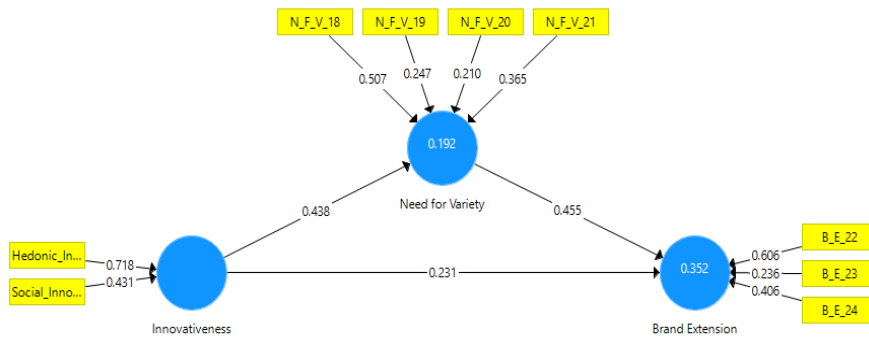 N_F_V_18 N_F_V_19 N_F_V_20 N_F_V_21
0.507 0.247 0.210 0.365
0.192
Need for Variety
0.438 0.455
Hedonic_In...
0.718
Social_Inno...
0.431
Innovativeness
0.231
0.352
Brand Extension
B_E_22
0.606
B_E_23
0.236
B_E_24
0.406